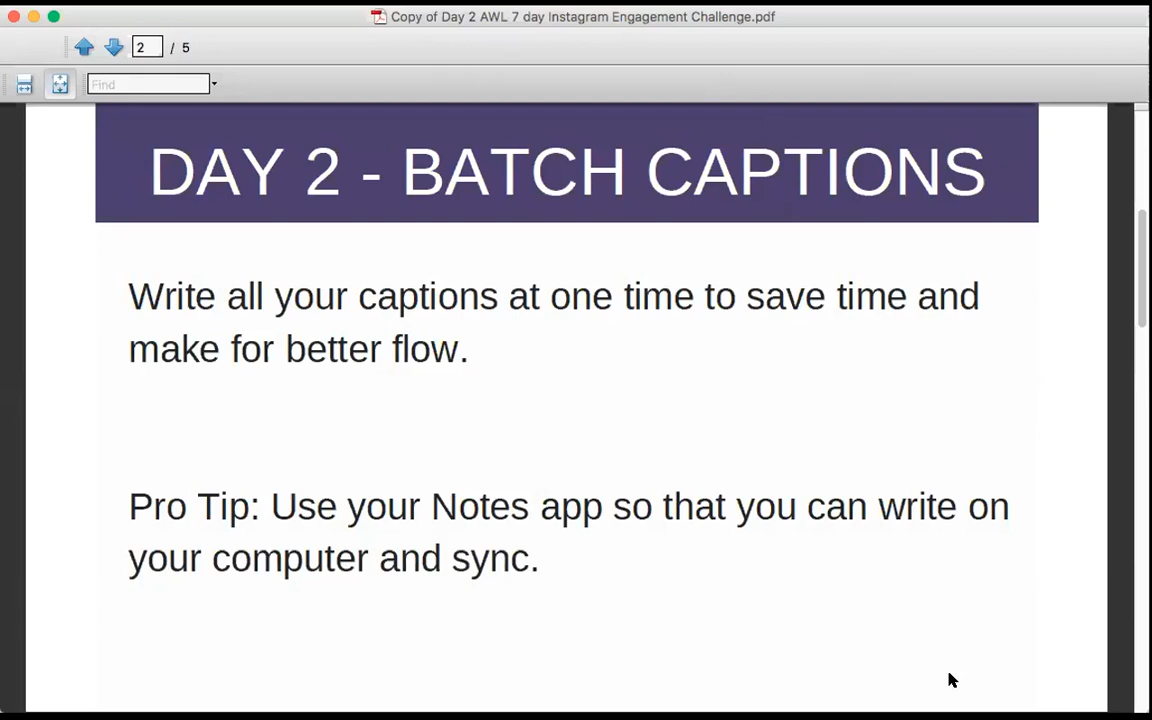 Copy of Day 2 AWL 7 day Instagram Engagement Challenge.pdf
2 / 5
Find
DAY 2 - BATCH CAPTIONS
Write all your captions at one time to save time and
make for better flow.
Pro Tip: Use your Notes app so that you can write on
your computer and sync.